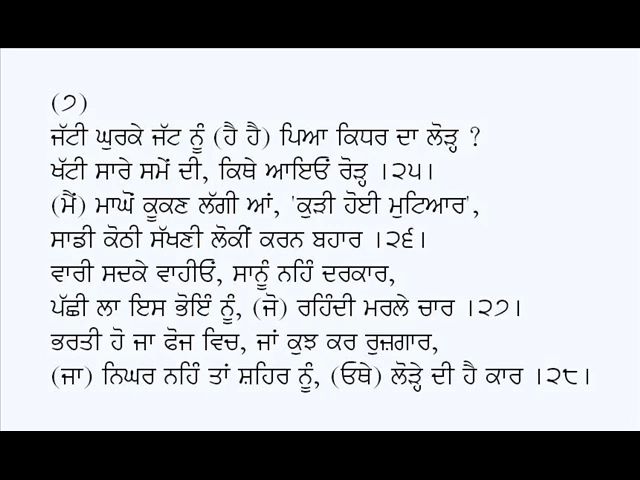 (੭)
ਜੱਟੀ ਘੁਰਕੇ ਜੱਟ ਨੂੰ (ਹੈ ਹੈ) ਪਿਆ ਕਿਧਰ ਦਾ ਲੋੜ੍ਹ ?
ਖੱਟੀ ਸਾਰੇ ਸਮੇਂ ਦੀ, ਕਿਥੇ ਆਇਓਂ ਰੋੜ੍ਹ ।੨੫।
(ਮੈਂ) ਮਾਘੋਂ ਕੂਕਣ ਲੱਗੀ ਆਂ, 'ਕੁੜੀ ਹੋਈ ਮੁਟਿਆਰ',
ਸਾਡੀ ਕੋਠੀ ਸੱਖਣੀ ਲੋਕੀਂ ਕਰਨ ਬਹਾਰ ।੨੬।
ਵਾਰੀ ਸਦਕੇ ਵਾਹੀਓਂ, ਸਾਨੂੰ ਨਹਿੰ ਦਰਕਾਰ,
ਪੱਛੀ ਲਾ ਇਸ ਭੋਇੰ ਨੂੰ, (ਜੋ) ਰਹਿੰਦੀ ਮਰਲੇ ਚਾਰ ।੨੭।
ਭਰਤੀ ਹੋ ਜਾ ਫੋਜ ਵਿਚ, ਜਾਂ ਕੁਝ ਕਰ ਰੁਜ਼ਗਾਰ,
(ਜਾ) ਨਿਘਰ ਨਹਿੰ ਤਾਂ ਸ਼ਹਿਰ ਨੂੰ, (ਓਥੇ) ਲੋੜ੍ਹੇ ਦੀ ਹੈ ਕਾਰ ।੨੮।